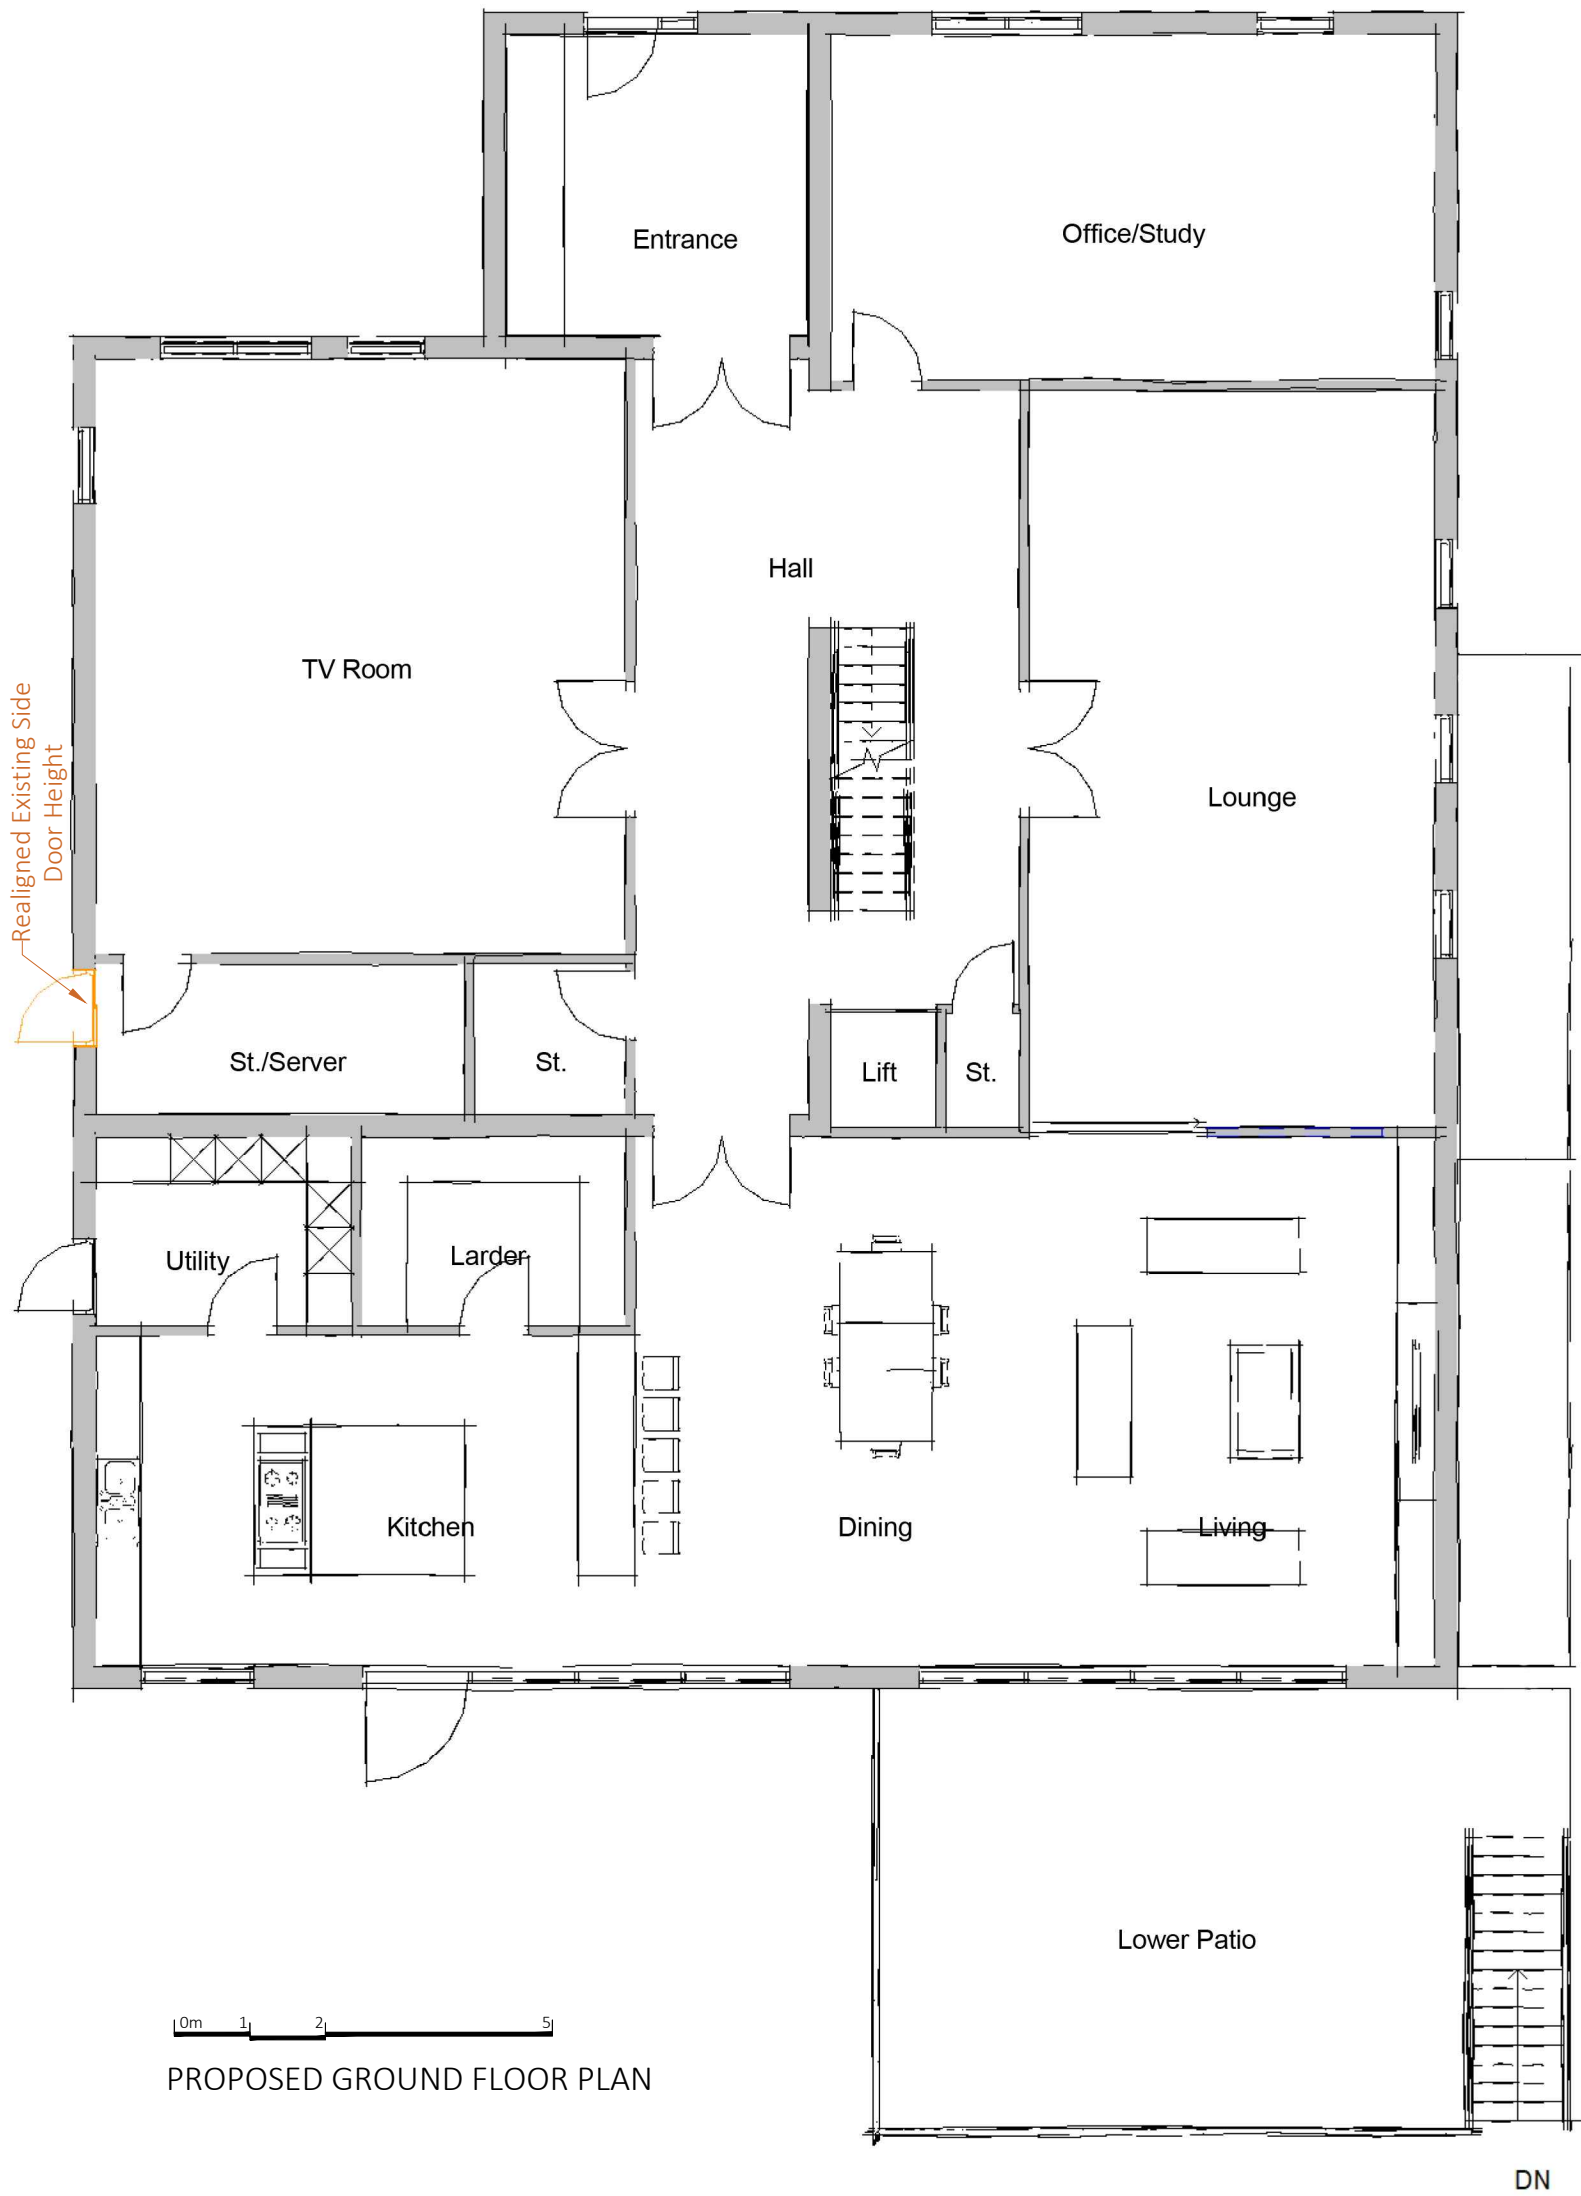 Entrance
Office/Study
Hall
TV Room
Realigned Existing Side
Door Height
Lounge
St./Server
St.
Lift
St.
Utility
Larder
Kitchen
Dining
Living
Lower Patio
0m 1 2 5
PROPOSED GROUND FLOOR PLAN
DN